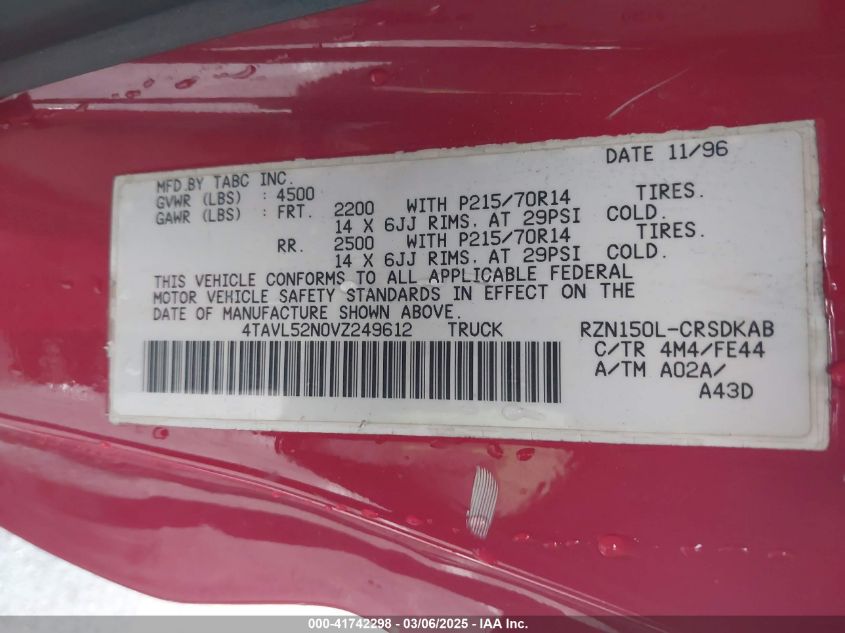 DATE 11/96
MFD.BY TABC INC.
GVWR (LBS) : 4500
GAWR (LBS) : FRT. 2200 WITH P215/70R14 TIRES.
14 X 6JJ RIMS. AT 29PSI COLD.
RR. 2500 WITH P215/70R14 TIRES.
14 X 6JJ RIMS. AT 29PSI COLD.
THIS VEHICLE CONFORMS TO ALL APPLICABLE FEDERAL
MOTOR VEHICLE SAFETY STANDARDS IN EFFECT ON THE
DATE OF MANUFACTURE SHOWN ABOVE.
4TAVL52N0VZ249612 TRUCK RZN150L-CRSDKAB
C/TR 4M4/FE44
A/TM A02A/
A43D
000-41742298 - 03/06/2025 - IAA Inc.